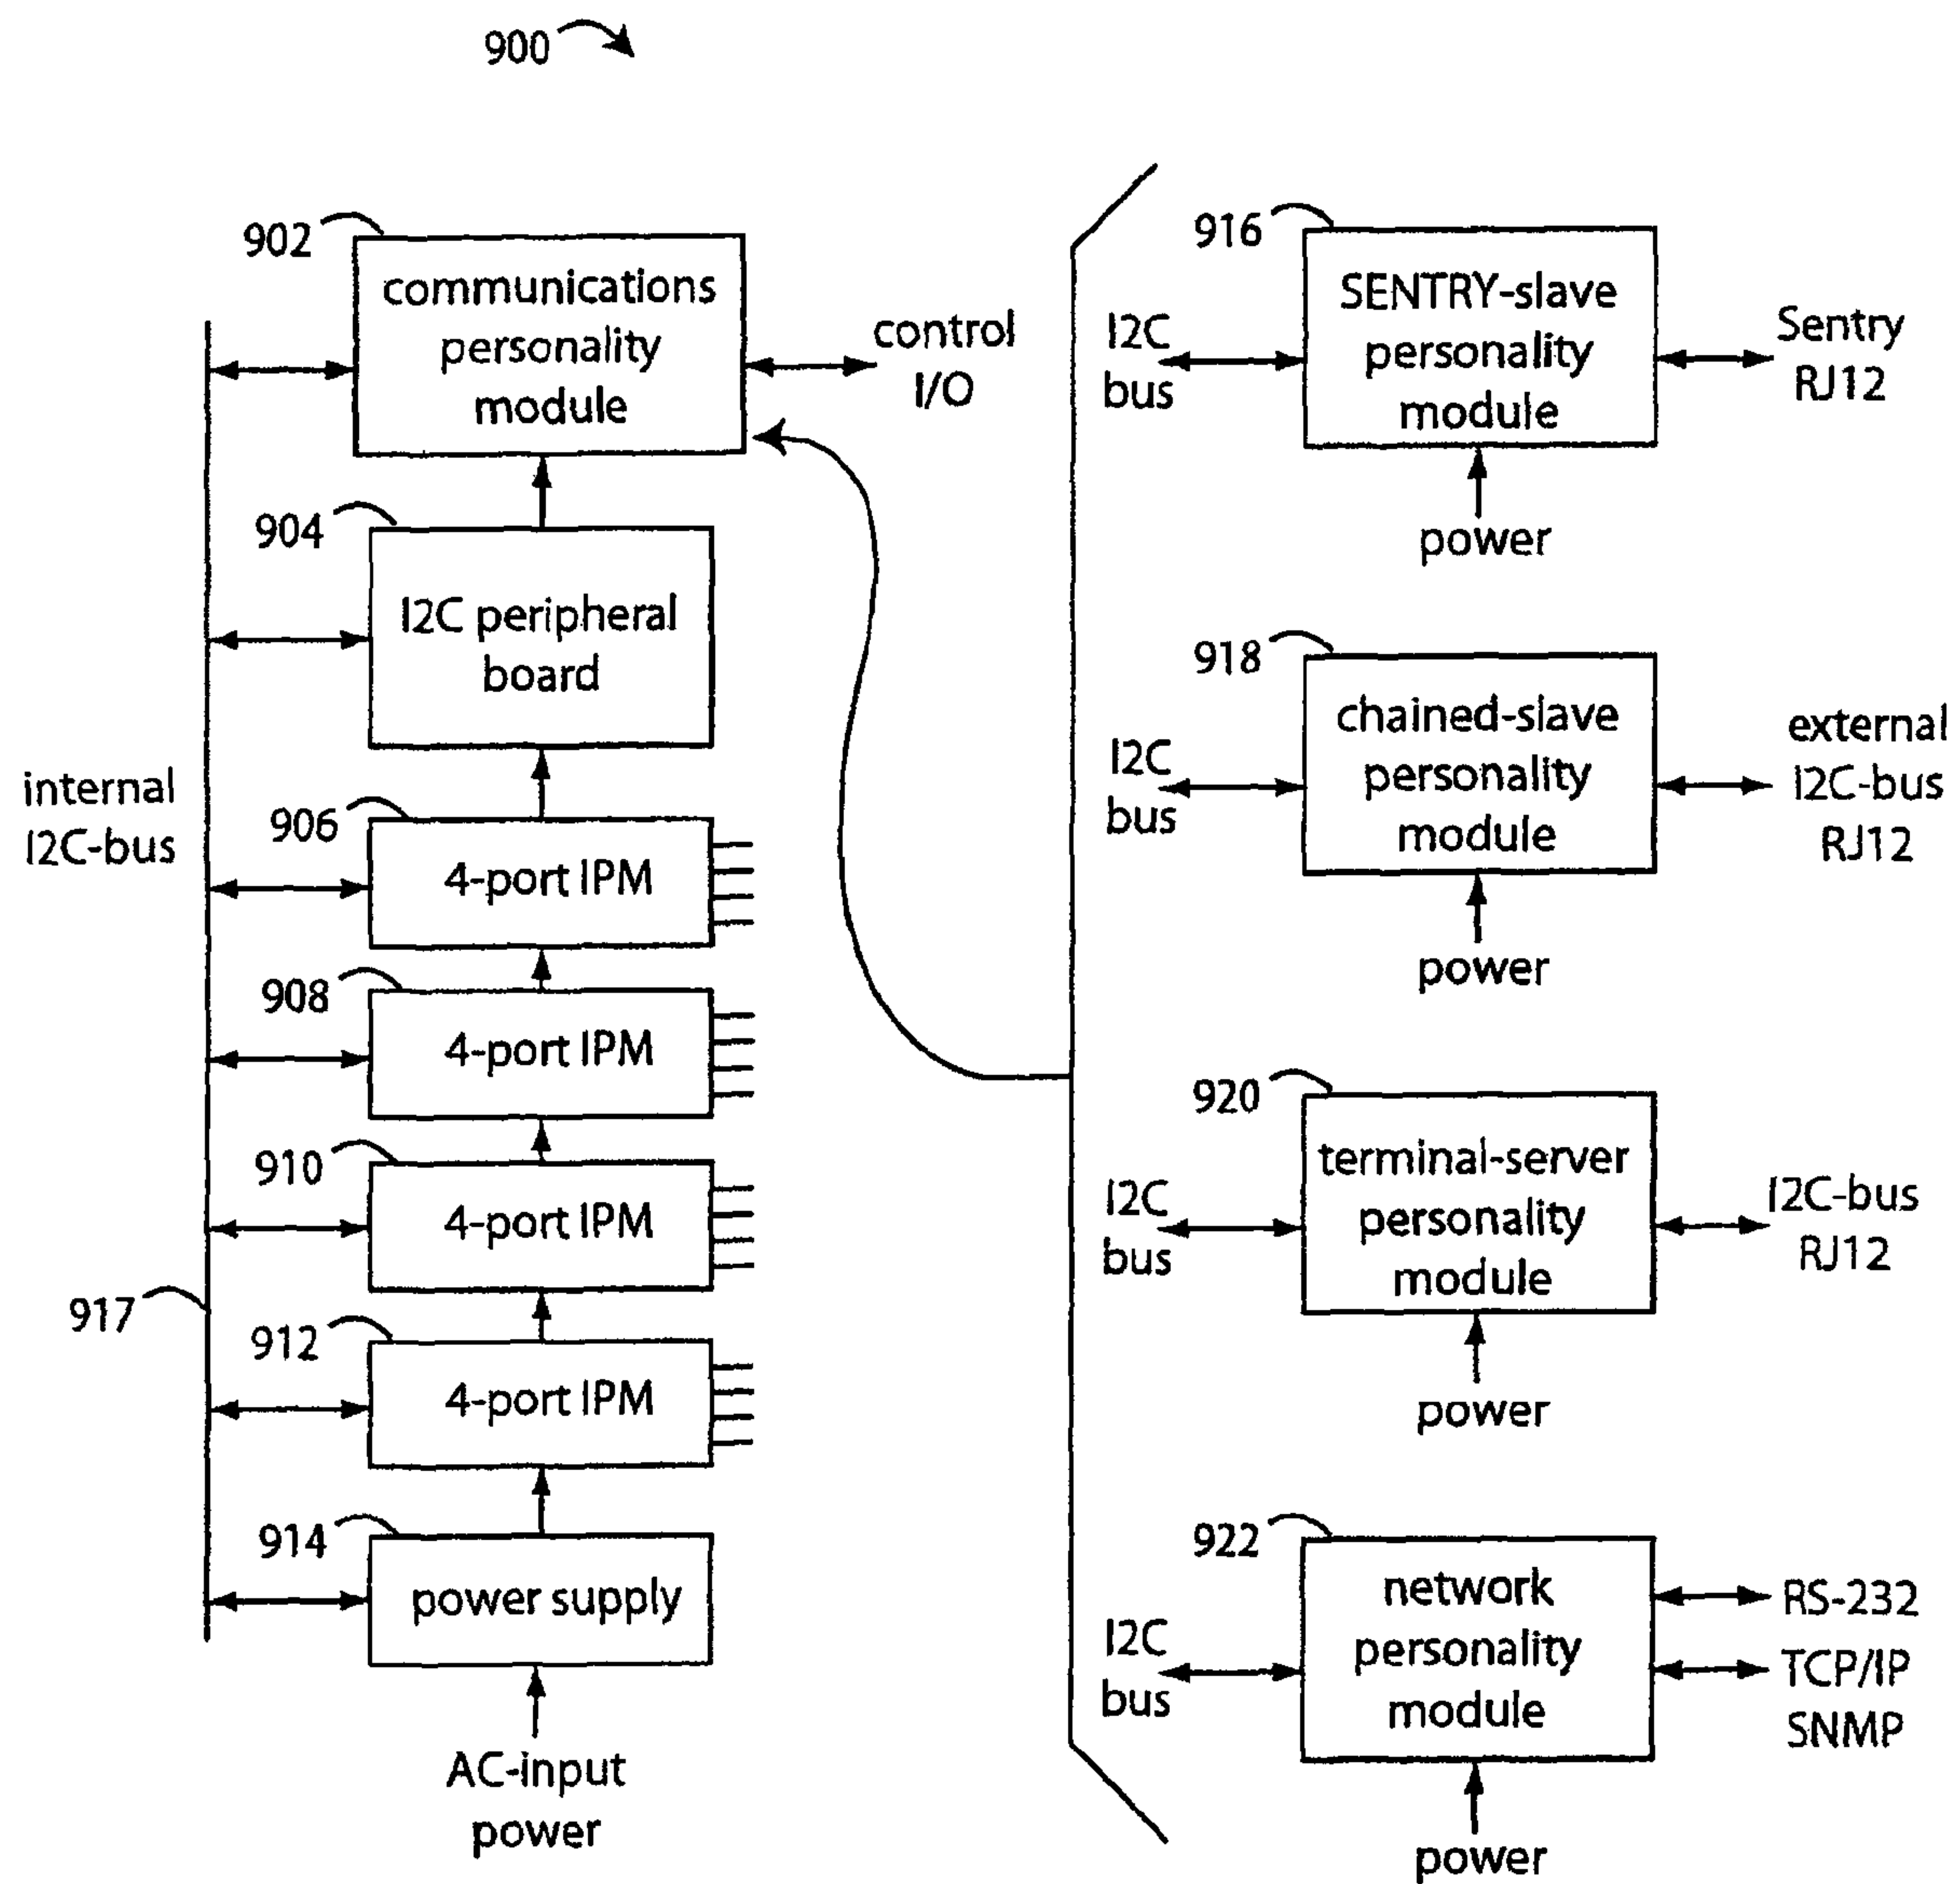 900
902
communications
personality
module
control
I/O
904
I2C peripheral
board
internal
I2C-bus
906
4-port IPM
908
4-port IPM
910
4-port IPM
917
912
4-port IPM
914
power supply
AC-input
power
916
SENTRY-slave
personality
module
I2C
bus
Sentry
RJ12
power
918
chained-slave
personality
module
I2C
bus
external
I2C-bus
RJ12
power
920
terminal-server
personality
module
I2C
bus
I2C-bus
RJ12
power
922
network
personality
module
I2C
bus
RS-232
TCP/IP
SNMP
power